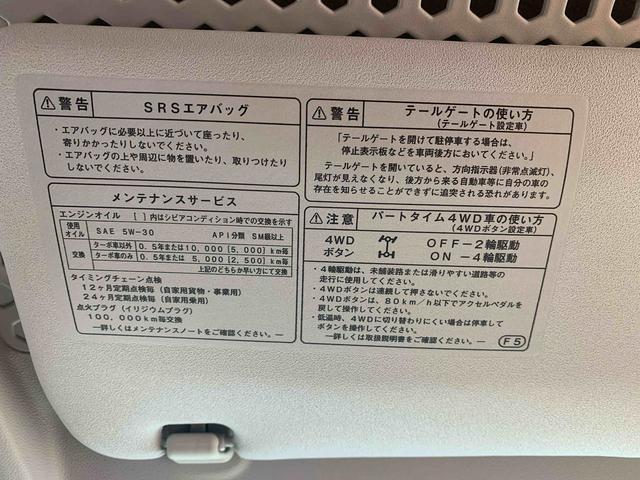 ⚠警告 SRSエアバッグ
・エアバッグに必要以上に近づいて座ったり、
寄りかかったりしないでください。
・エアバッグの上や周辺に物を置いたり、取りつけたり
しないでください。
メンテナンスサービス
エンジンオイル [ ]内はシビアコンディション時での交換を示す
使用オイル SAE 5W-30 API分類 SM級以上
交換 ターボ車以外 0.5年または10,000[5,000]km毎
ターボ車のみ 0.5年または 5,000[2,500]km毎
上記のどちらか早い方にて交換
タイミングチェーン点検
12ヶ月定期点検毎(自家用貨物・事業用)
24ヶ月定期点検毎(自家用乗用)
点火プラグ(イリジウムプラグ)
100,000km毎交換
―詳しくはメンテナンスノートをご確認ください。―
⚠警告 テールゲートの使い方
(テールゲート設定車)
「テールゲートを開けて駐停車する場合は、
停止表示板などを車両後方においてください。」
テールゲートを開いていると、方向指示器(非常点滅灯)、
尾灯が見えなくなり、後方から来る自動車等に自分の車の
存在を知らせることができずに追突される恐れがあります。
⚠注意 パートタイム4WD車の使い方
(4WDボタン設定車)
4WD OFF-2輪駆動
ボタン ON-4輪駆動
・4輪駆動は、未舗装路または滑りやすい道路等の
走行に使用してください。
・4WDボタンは連続して押さないでください。
・4WDボタンは、80km/h以下でアクセルペダルを
戻して操作してください。
・低温時、4WDに切り替わりにくい場合は停車して
ボタンを操作してください。
―詳しくは取扱説明書をご確認ください。―
F5